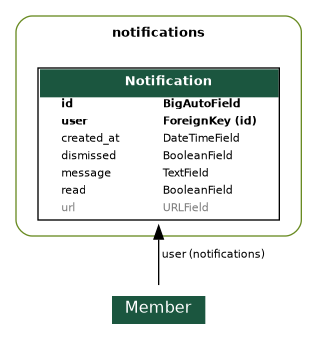 notifications
Notification
id BigAutoField
user ForeignKey (id)
created_at DateTimeField
dismissed BooleanField
message TextField
read BooleanField
url URLField
user (notifications)
Member